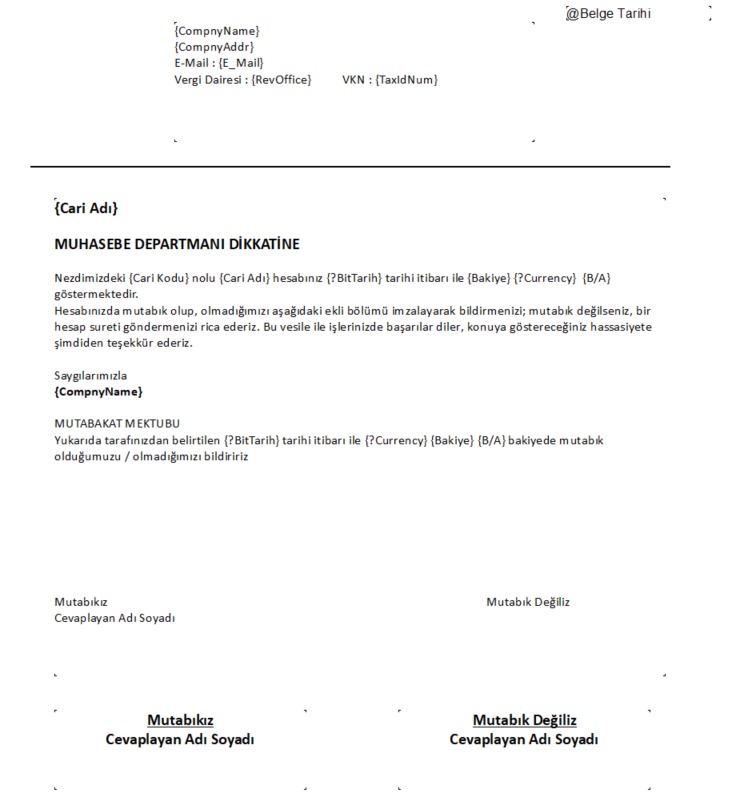 @Belge Tarihi
{CompnyName}
{CompnyAddr}
E-Mail : {E_Mail}
Vergi Dairesi : {RevOffice} VKN : {TaxIdNum}
{Cari Adı}
MUHASEBE DEPARTMANI DİKKATİNE
Nezdimizdeki {Cari Kodu} nolu {Cari Adı} hesabınız {?BitTarih} tarihi itibarı ile {Bakiye} {?Currency} {B/A}
göstermektedir.
Hesabınızda mutabık olup, olmadığımızı aşağıdaki ekli bölümü imzalayarak bildirmenizi; mutabık değilseniz, bir
hesap sureti göndermenizi rica ederiz. Bu vesile ile işlerinizde başarılar diler, konuya göstereceğiniz hassasiyete
şimdiden teşekkür ederiz.
Saygılarımızla
{CompnyName}
MUTABAKAT MEKTUBU
Yukarıda tarafınızdan belirtilen {?BitTarih} tarihi itibarı ile {?Currency} {Bakiye} {B/A} bakiyede mutabık
olduğumuzu / olmadığımızı bildiririz
Mutabıkız Mutabık Değiliz
Cevaplayan Adı Soyadı
Mutabıkız Mutabık Değiliz
Cevaplayan Adı Soyadı Cevaplayan Adı Soyadı